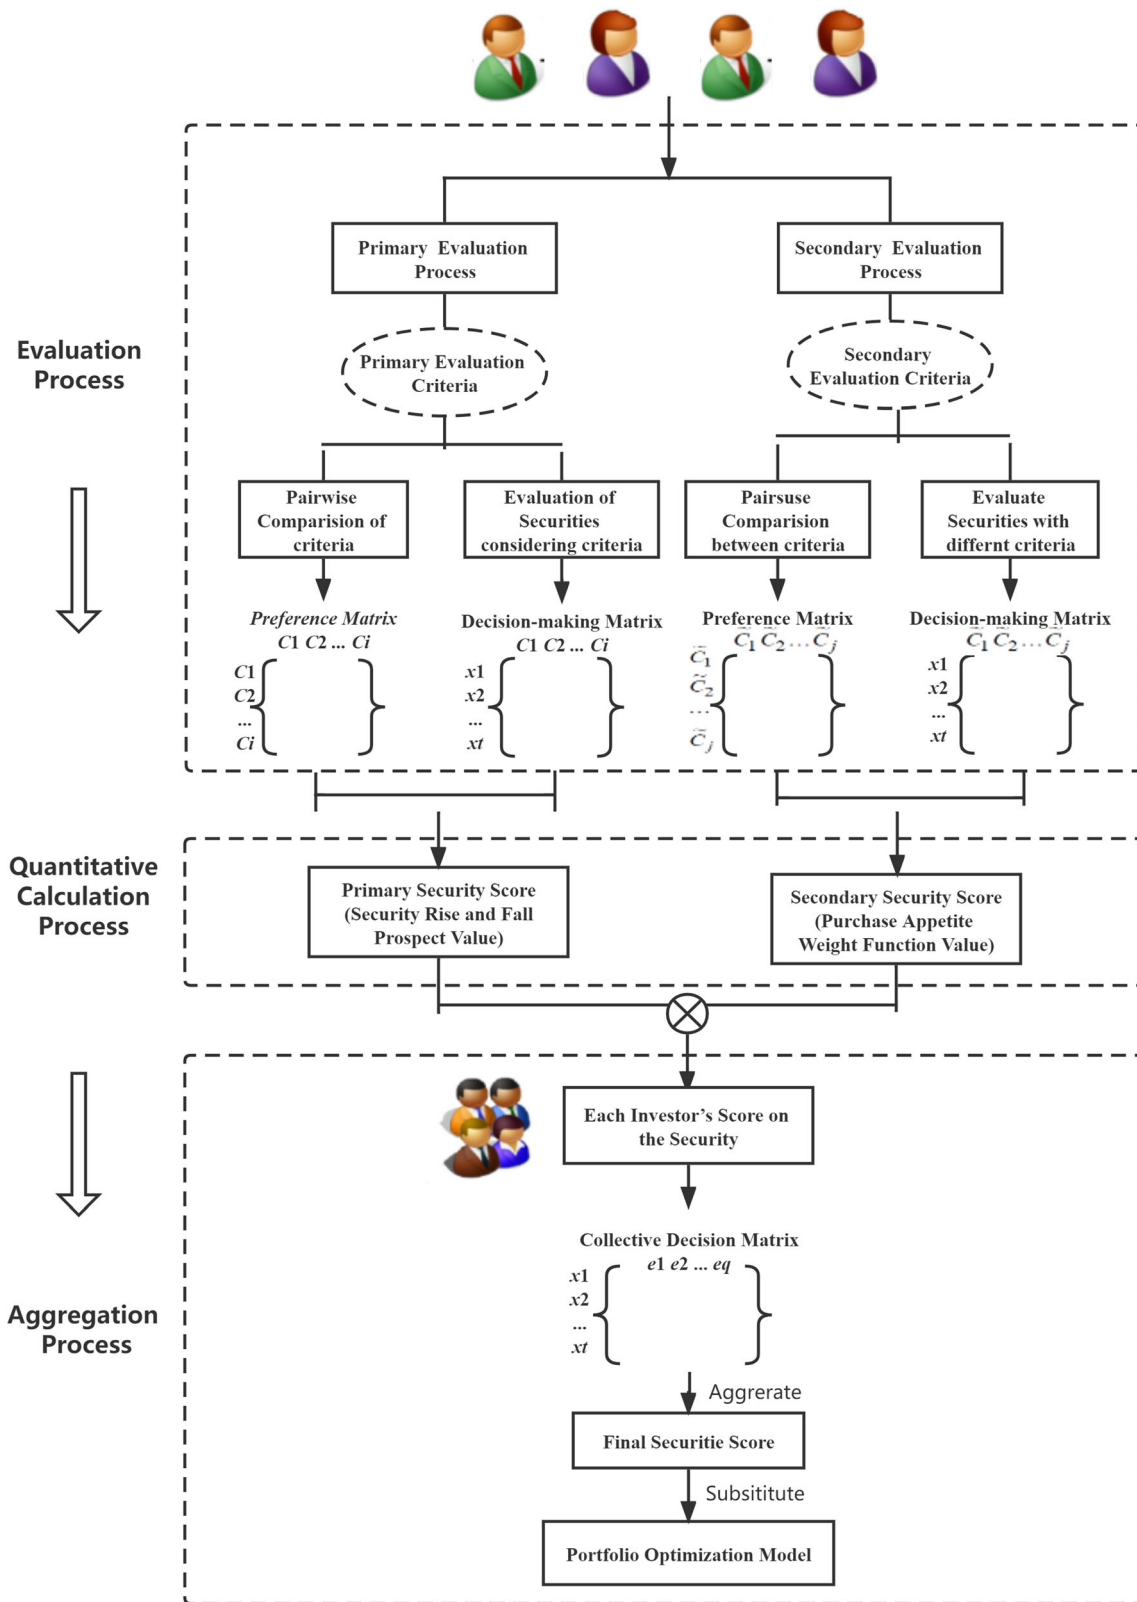 Primary Evaluation
Process
Secondary Evaluation
Process
Evaluation
Process
Primary Evaluation
Criteria
Secondary
Evaluation Criteria
Pairwise
Comparision of
criteria
Evaluation of
Securities
considering criteria
Pairsuse
Comparision
between criteria
Evaluate
Securities with
differnt criteria
Preference Matrix
C1 C2 ... Ci
C1
C2
...
Ci
Decision-making Matrix
C1 C2 ... Ci
x1
x2
...
xt
Preference Matrix
C̃₁ C̃₂ … C̃ⱼ
C̃₁
C̃₂
…
C̃ⱼ
Decision-making Matrix
C̃₁ C̃₂ … C̃ⱼ
x1
x2
...
xt
Quantitative
Calculation
Process
Primary Security Score
(Security Rise and Fall
Prospect Value)
Secondary Security Score
(Purchase Appetite
Weight Function Value)
Each Investor’s Score on
the Security
Collective Decision Matrix
e1 e2 ... eq
x1
x2
...
xt
Aggregation
Process
Aggrerate
Final Securitie Score
Subsititute
Portfolio Optimization Model